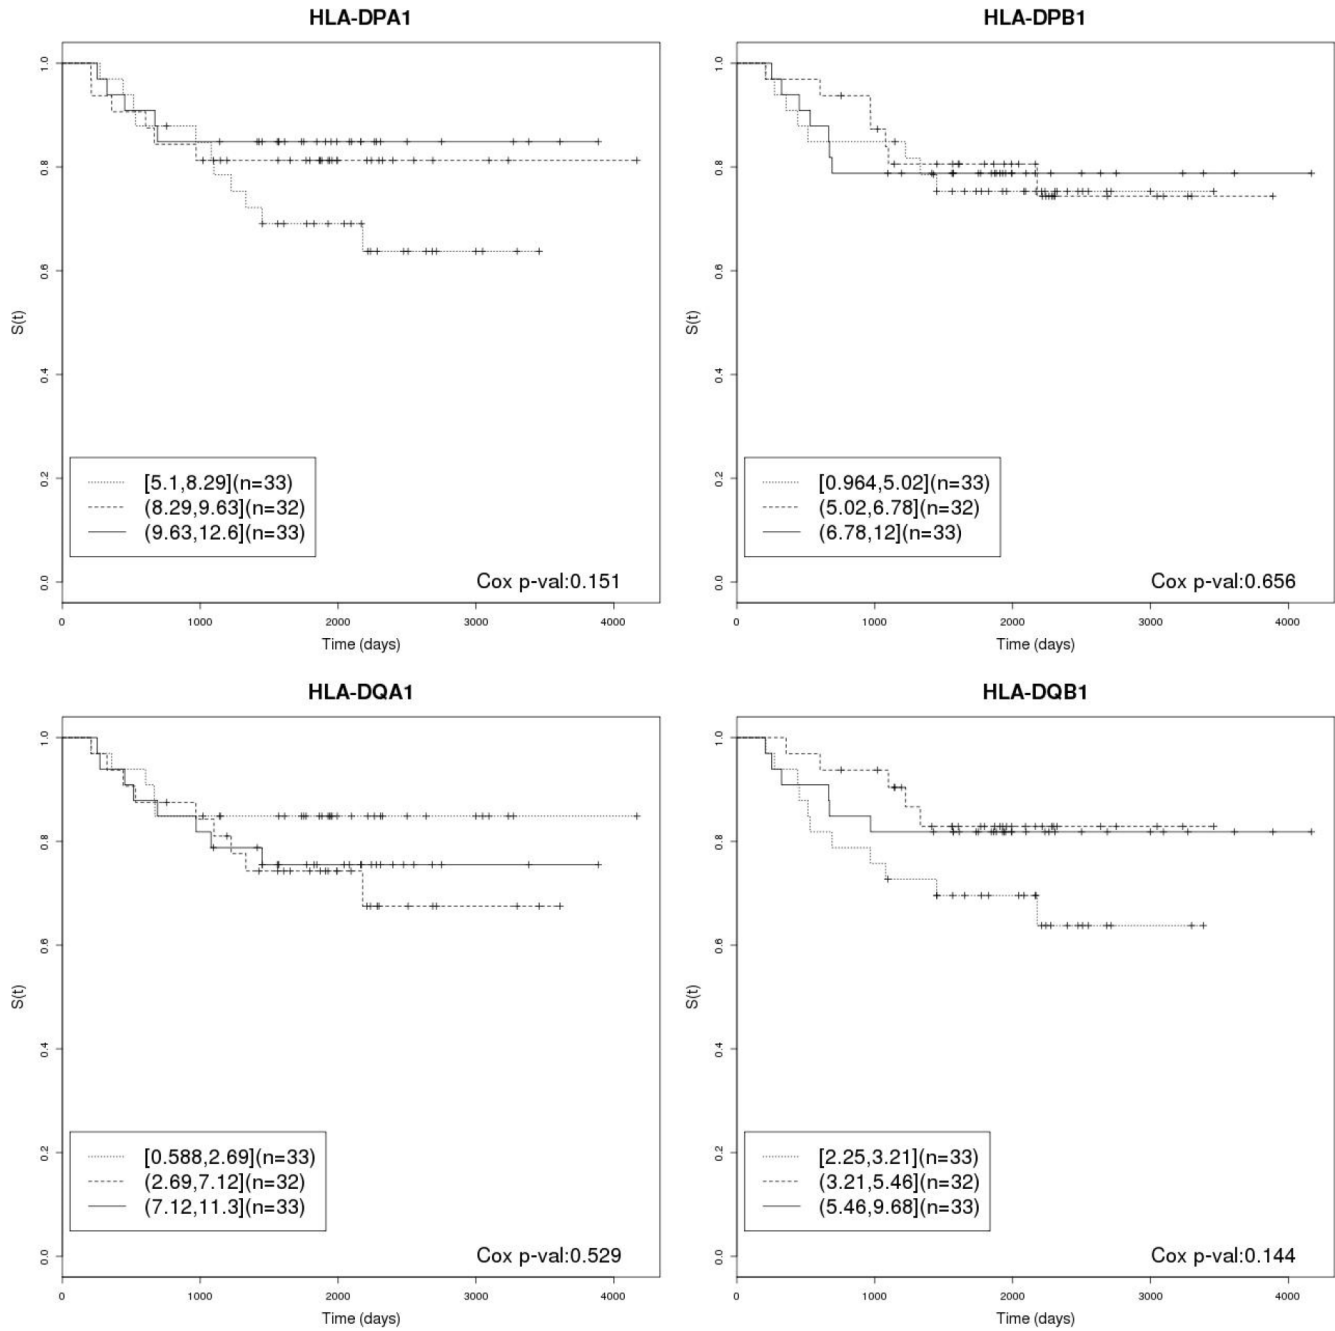 HLA-DPA1
S(t)
1.0
0.8
0.6
0.4
0.2
0.0
[5.1,8.29](n=33)
(8.29,9.63](n=32)
(9.63,12.6](n=33)
Cox p-val:0.151
0 1000 2000 3000 4000
Time (days)
HLA-DPB1
S(t)
1.0
0.8
0.6
0.4
0.2
0.0
[0.964,5.02](n=33)
(5.02,6.78](n=32)
(6.78,12](n=33)
Cox p-val:0.656
0 1000 2000 3000 4000
Time (days)
HLA-DQA1
S(t)
1.0
0.8
0.6
0.4
0.2
0.0
[0.588,2.69](n=33)
(2.69,7.12](n=32)
(7.12,11.3](n=33)
Cox p-val:0.529
0 1000 2000 3000 4000
Time (days)
HLA-DQB1
S(t)
1.0
0.8
0.6
0.4
0.2
0.0
[2.25,3.21](n=33)
(3.21,5.46](n=32)
(5.46,9.68](n=33)
Cox p-val:0.144
0 1000 2000 3000 4000
Time (days)